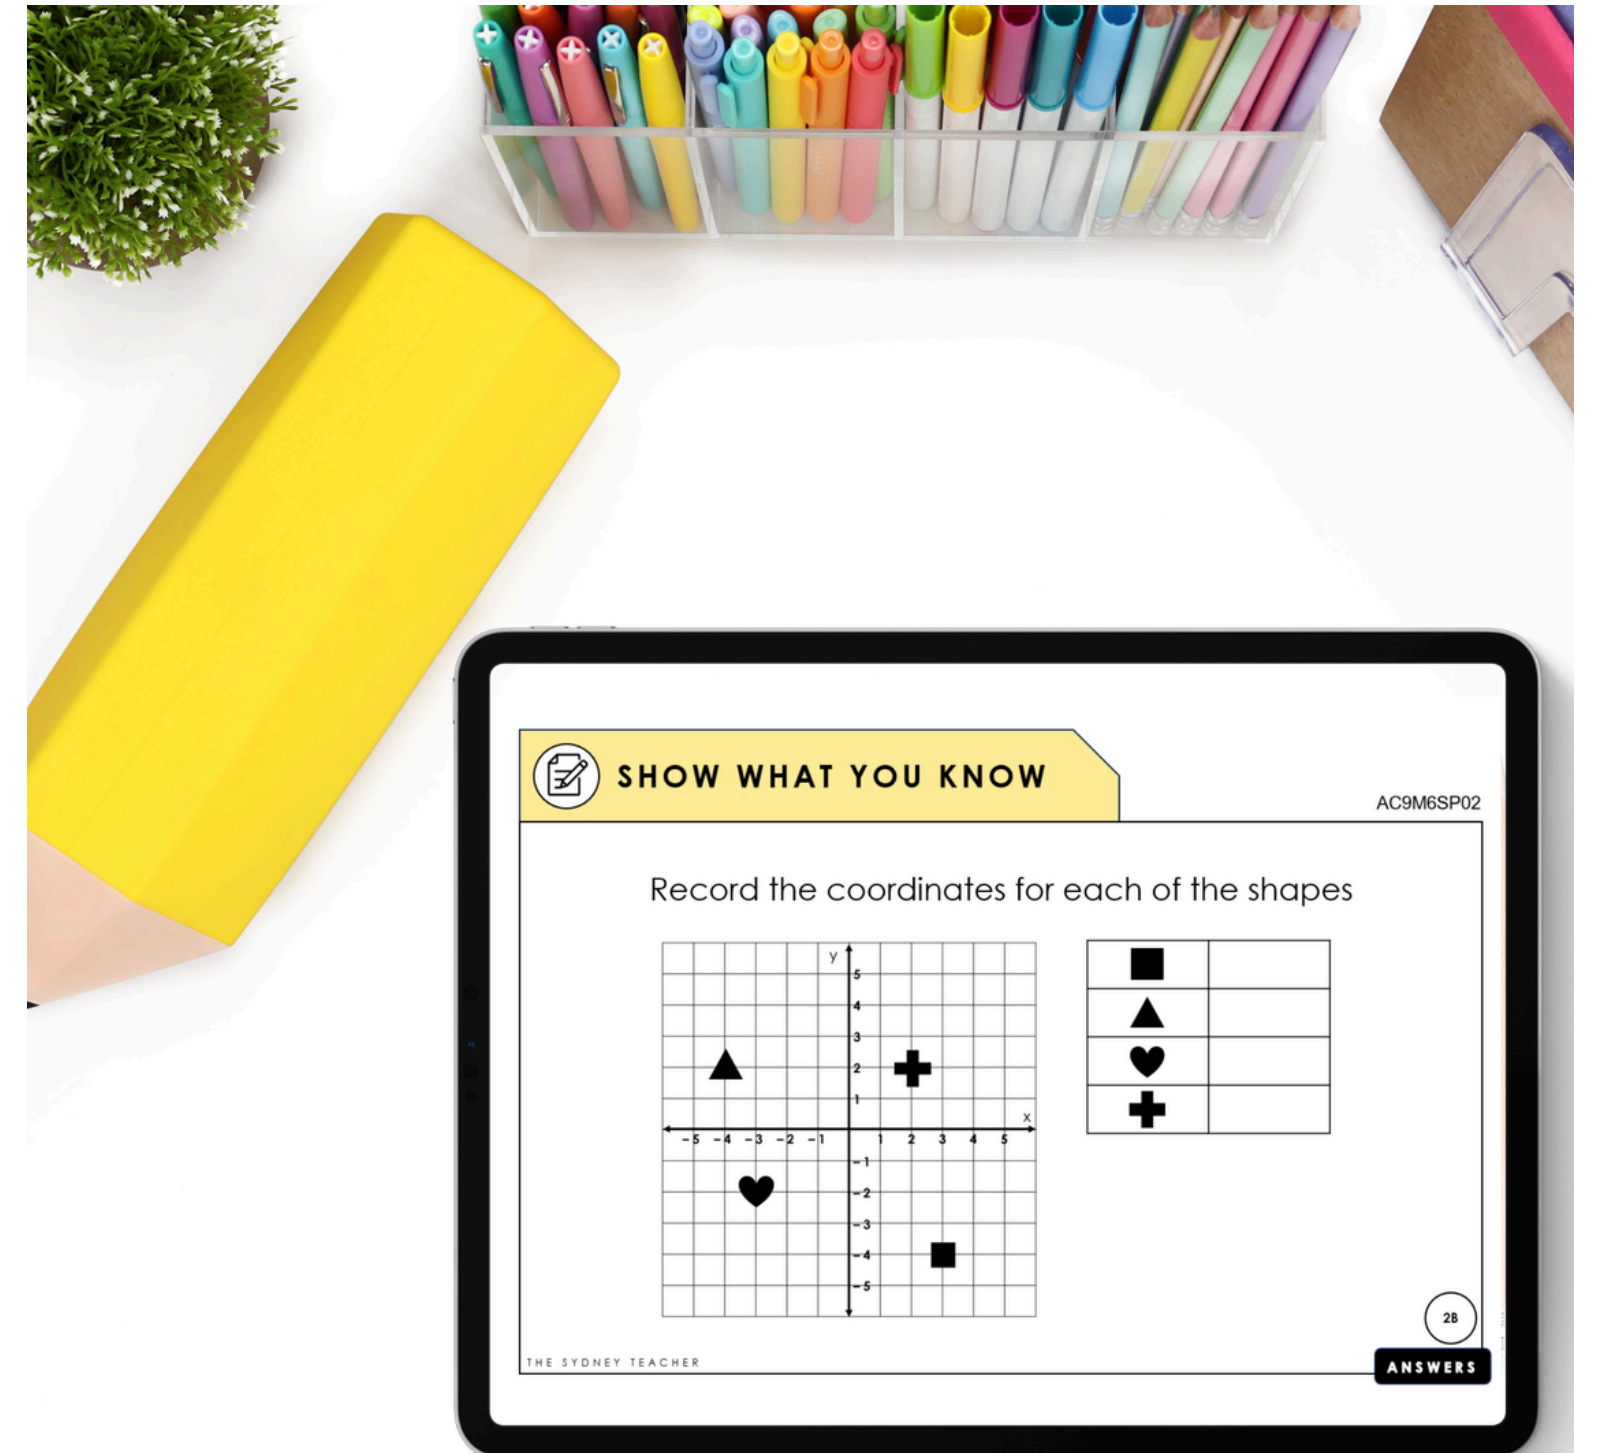 SHOW WHAT YOU KNOW
AC9M6SP02
Record the coordinates for each of the shapes
y
5
4
3
2
1
x
-5 -4 -3 -2 -1 1 2 3 4 5
-1
-2
-3
-4
-5
2B
THE SYDNEY TEACHER
ANSWERS